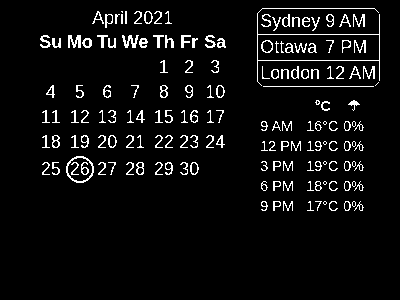 April 2021
Su Mo Tu We Th Fr Sa
1 2 3
4 5 6 7 8 9 10
11 12 13 14 15 16 17
18 19 20 21 22 23 24
25 26 27 28 29 30
Sydney 9 AM
Ottawa 7 PM
London 12 AM
°C
9 AM 16°C 0%
12 PM 19°C 0%
3 PM 19°C 0%
6 PM 18°C 0%
9 PM 17°C 0%